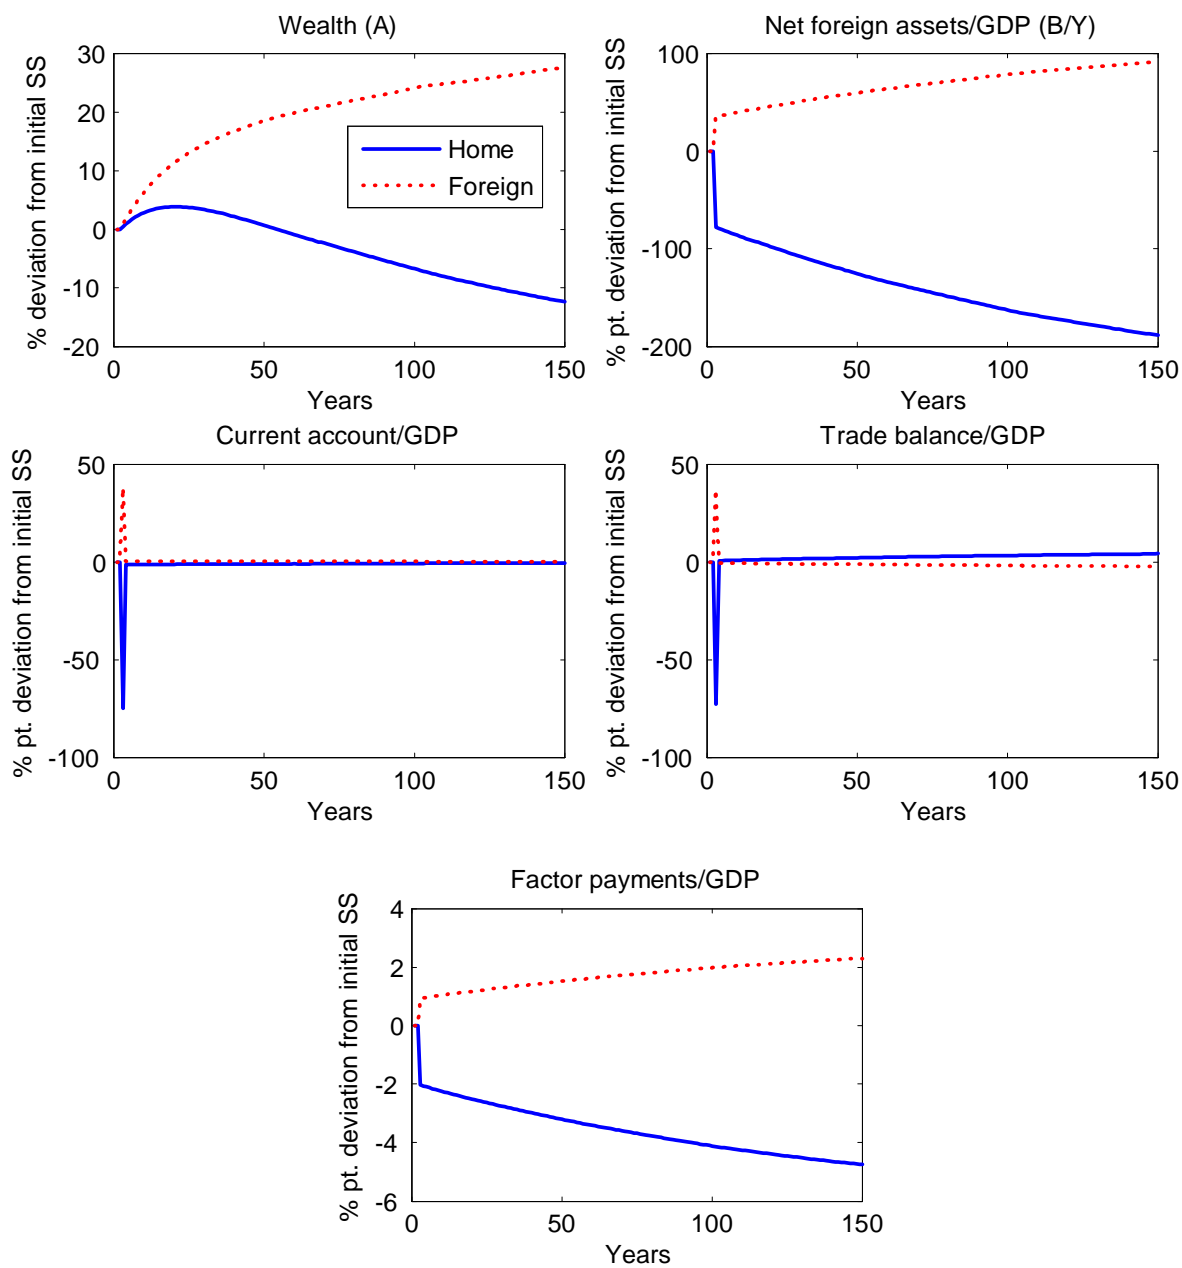 Wealth (A)
% deviation from initial SS
30
20
10
0
-10
-20
Home
Foreign
0
50
100
150
Years
Net foreign assets/GDP (B/Y)
% pt. deviation from initial SS
100
0
-100
-200
0
50
100
150
Years
Current account/GDP
% pt. deviation from initial SS
50
0
-50
-100
0
50
100
150
Years
Trade balance/GDP
% pt. deviation from initial SS
50
0
-50
-100
0
50
100
150
Years
Factor payments/GDP
% pt. deviation from initial SS
4
2
0
-2
-4
-6
0
50
100
150
Years